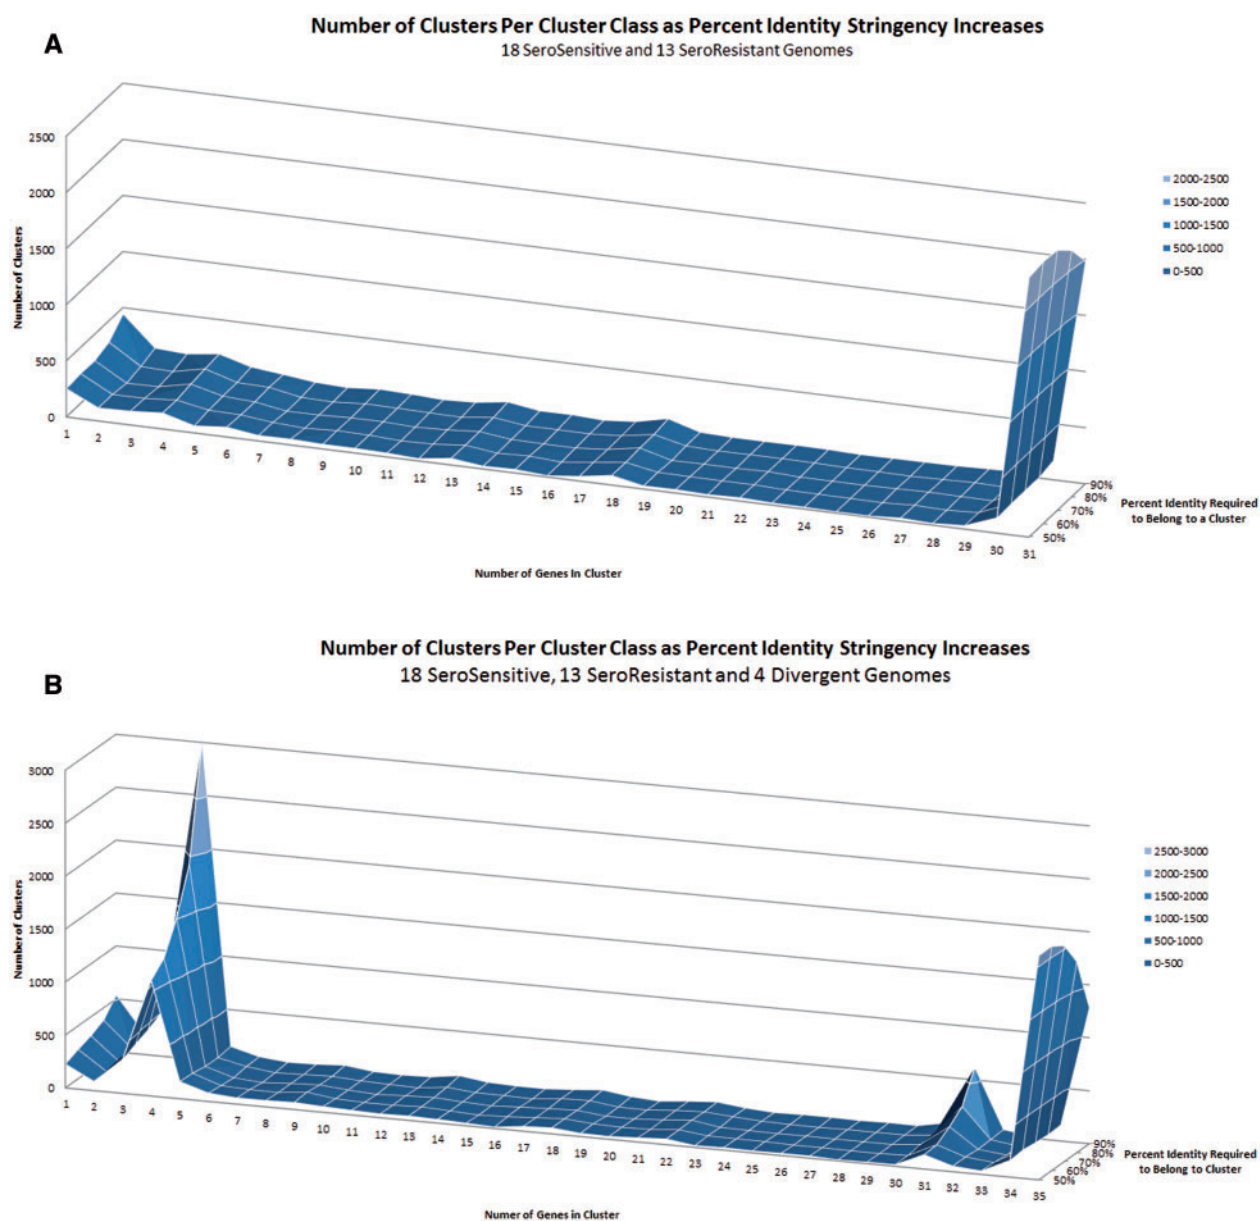 A
Number of Clusters Per Cluster Class as Percent Identity Stringency Increases
18 SeroSensitive and 13 SeroResistant Genomes
2500
2000
1500
1000
500
0
Number of Clusters
1 2 3 4 5 6 7 8 9 10 11 12 13 14 15 16 17 18 19 20 21 22 23 24 25 26 27 28 29 30 31
Number of Genes In Cluster
90%
80%
70%
60%
50%
Percent Identity Required
to Belong to a Cluster
2000-2500
1500-2000
1000-1500
500-1000
0-500
B
Number of Clusters Per Cluster Class as Percent Identity Stringency Increases
18 SeroSensitive, 13 SeroResistant and 4 Divergent Genomes
3000
2500
2000
1500
1000
500
0
Number of Clusters
1 2 3 4 5 6 7 8 9 10 11 12 13 14 15 16 17 18 19 20 21 22 23 24 25 26 27 28 29 30 31 32 33 34 35
Numer of Genes in Cluster
90%
80%
70%
60%
50%
Percent Identity Required
to Belong to Cluster
2500-3000
2000-2500
1500-2000
1000-1500
500-1000
0-500